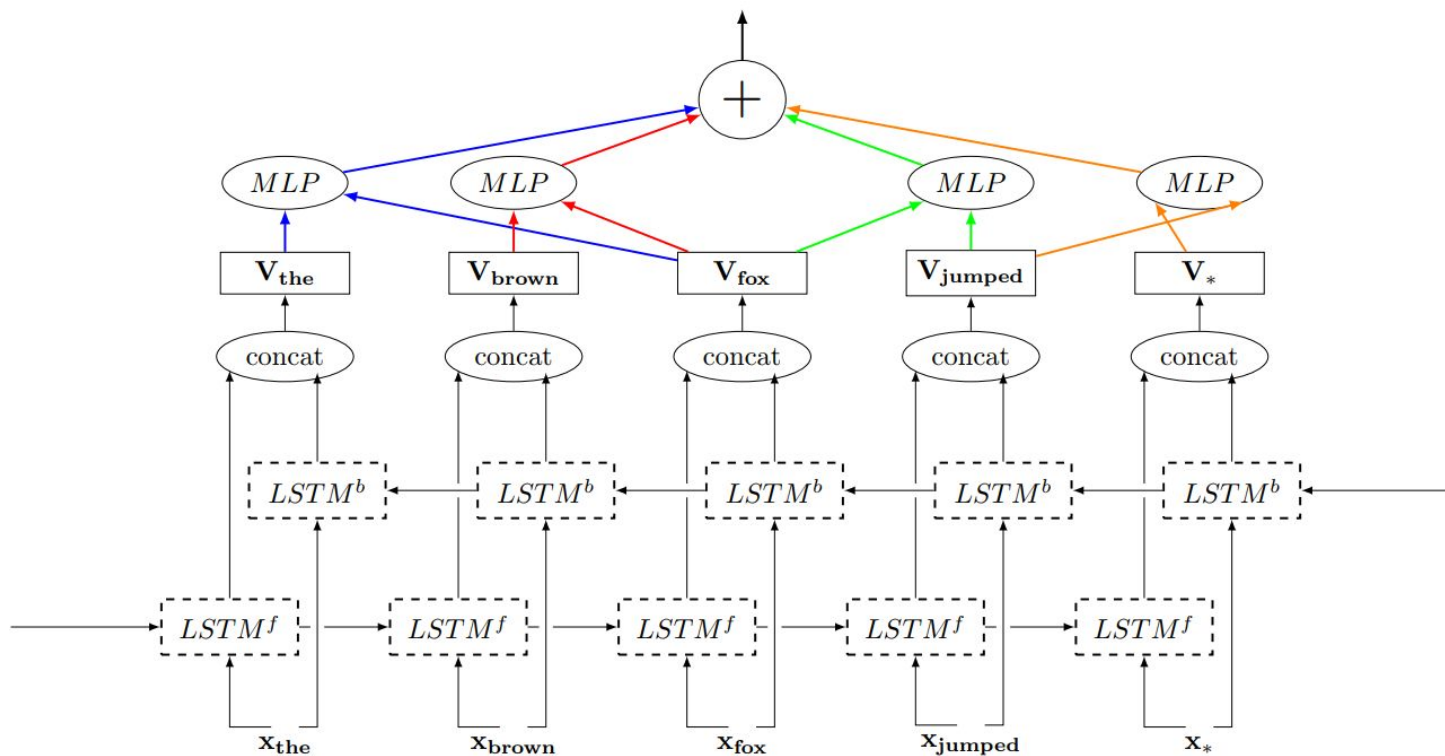 +
MLP MLP MLP MLP
V_the V_brown V_fox V_jumped V_*
concat concat concat concat concat
LSTM^b LSTM^b LSTM^b LSTM^b LSTM^b
LSTM^f LSTM^f LSTM^f LSTM^f LSTM^f
x_the x_brown x_fox x_jumped x_*